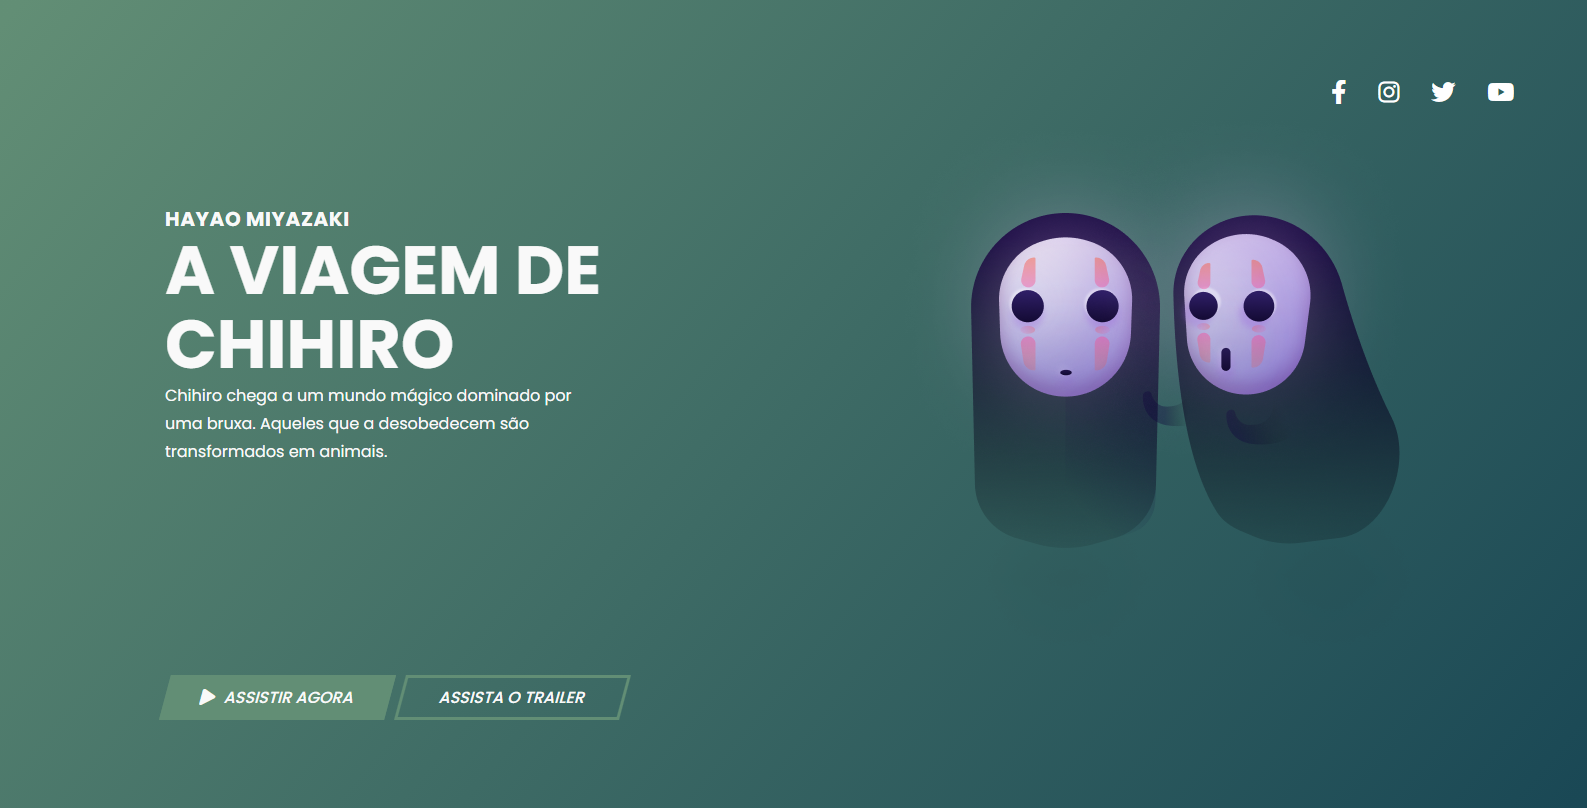 HAYAO MIYAZAKI
A VIAGEM DE
CHIHIRO
Chihiro chega a um mundo mágico dominado por
uma bruxa. Aqueles que a desobedecem são
transformados em animais.
ASSISTIR AGORA
ASSISTA O TRAILER